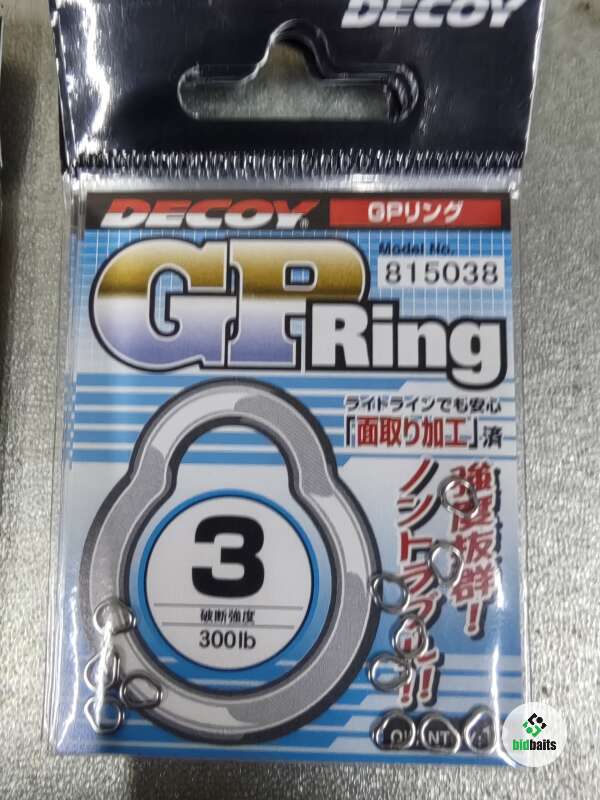 DECOY
DECOY®
GPリング
Model No.
815038
GP Ring
ライトラインでも安心
「面取り加工」済
強度抜群!
ノントラブル!!
3
破断強度
300lb
NT
bidbaits